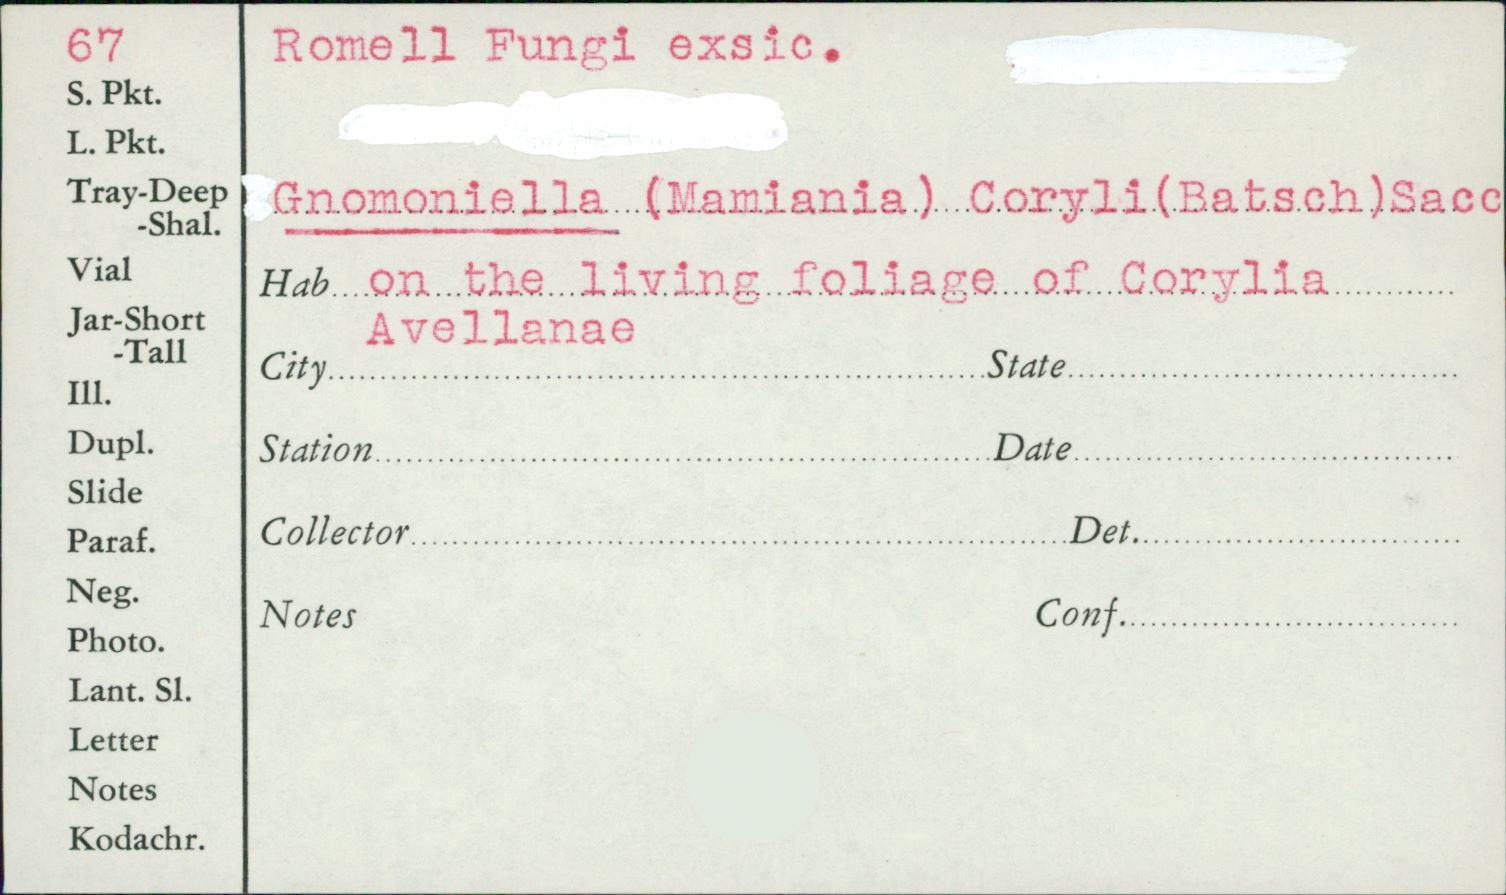 67
Romell Fungi exsic.
S. Pkt.
L. Pkt.
Tray-Deep
-Shal.
Gnomoniella (Mamiania) Coryli(Batsch)Sacc
Vial
Hab on the living foliage of Corylia
Avellanae
Jar-Short
-Tall
City
State
Ill.
Dupl.
Station
Date
Slide
Paraf.
Collector
Det.
Neg.
Notes
Conf.
Photo.
Lant. Sl.
Letter
Notes
Kodachr.